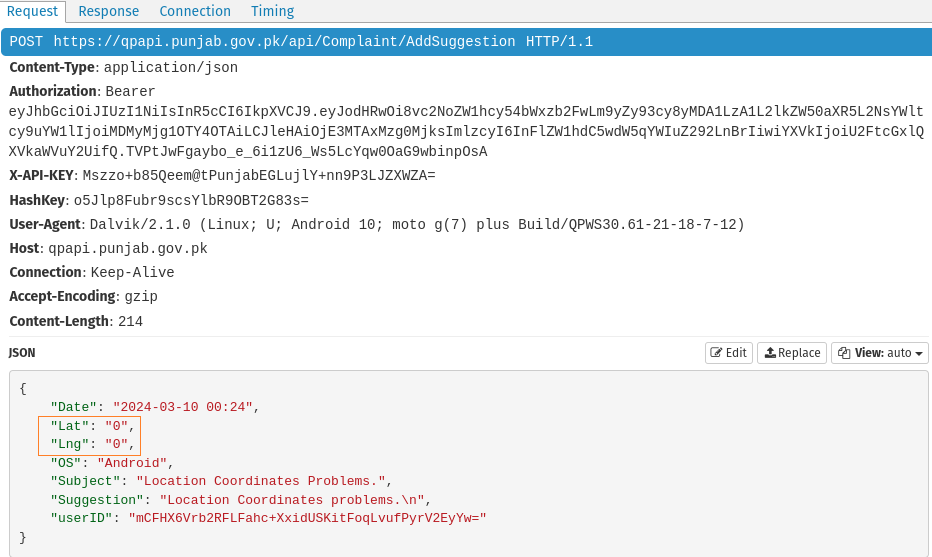 Request Response Connection Timing
POST https://qpapi.punjab.gov.pk/api/Complaint/AddSuggestion HTTP/1.1
Content-Type: application/json
Authorization: Bearer
eyJhbGciOiJIUzI1NiIsInR5cCI6IkpXVCJ9.eyJodHRwOi8vc2NoZW1hcy54bWxzb2FwLm9yZy93cy8yMDA1LzA1L2lkZW50aXR5L2NsYWlt
cy9uYW1lIjoiMDMyMjg1OTY4OTAiLCJleHAiOjE3MTAxMzg0MjksImlzcyI6InFlZW1hdC5wdW5qYWIuZ292LnBrIiwiYXVkIjoiU2FtcGxlQ
XVkaWVuY2UifQ.TVPtJwFgaybo_e_6i1zU6_Ws5LcYqw0OaG9wbinpOsA
X-API-KEY: Mszzo+b85Qeem@tPunjabEGLujlY+nn9P3LJZXWZA=
HashKey: o5Jlp8Fubr9scsYlbR9OBT2G83s=
User-Agent: Dalvik/2.1.0 (Linux; U; Android 10; moto g(7) plus Build/QPWS30.61-21-18-7-12)
Host: qpapi.punjab.gov.pk
Connection: Keep-Alive
Accept-Encoding: gzip
Content-Length: 214
JSON Edit Replace View: auto
{
"Date": "2024-03-10 00:24",
"Lat": "0",
"Lng": "0",
"OS": "Android",
"Subject": "Location Coordinates Problems.",
"Suggestion": "Location Coordinates problems.\n",
"userID": "mCFHX6Vrb2RFLFahc+XxidUSKitFoqLvufPyrV2EyYw="
}